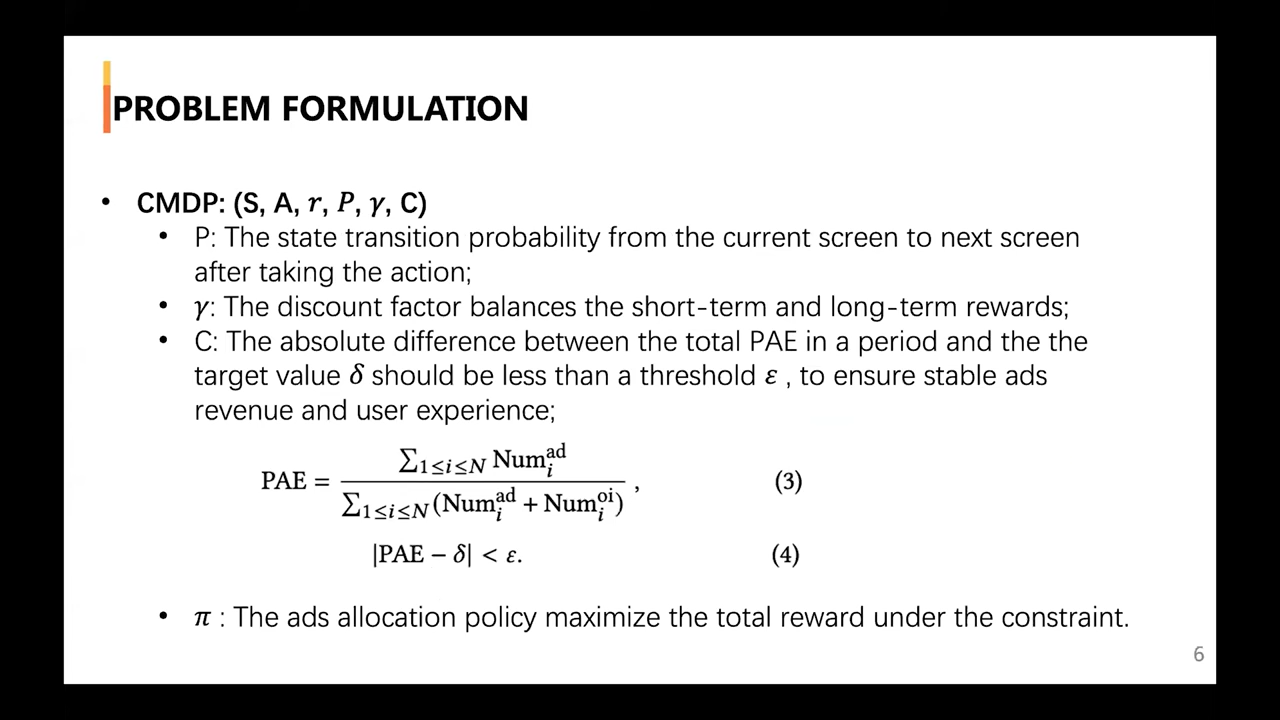 PROBLEM FORMULATION
• CMDP: (S, A, r, P, γ, C)
• P: The state transition probability from the current screen to next screen
after taking the action;
• γ: The discount factor balances the short-term and long-term rewards;
• C: The absolute difference between the total PAE in a period and the the
target value δ should be less than a threshold ε , to ensure stable ads
revenue and user experience;
PAE = ∑_{1≤i≤N} Num_i^{ad} / ∑_{1≤i≤N}(Num_i^{ad} + Num_i^{oi}) , (3)
|PAE − δ| < ε. (4)
• π : The ads allocation policy maximize the total reward under the constraint.
6